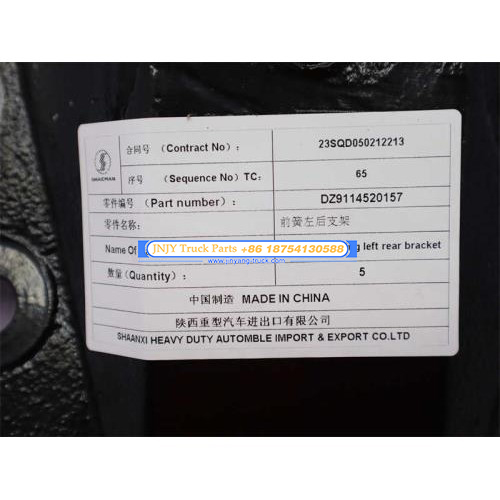 合同号 (Contract No): 23SQD050212213
SHACMAN
序号 (Sequence No) TC: 65
零件编号 (Part number): DZ9114520157
零件名称: 前簧左后支架
Name Of left rear bracket
JNJY Truck Parts +86 18754130588
www.jinyang-truck.com
数量(Quantity): 5
中国制造 MADE IN CHINA
陕西重型汽车进出口有限公司
SHAANXI HEAVY DUTY AUTOMBLE IMPORT & EXPORT CO.LTD